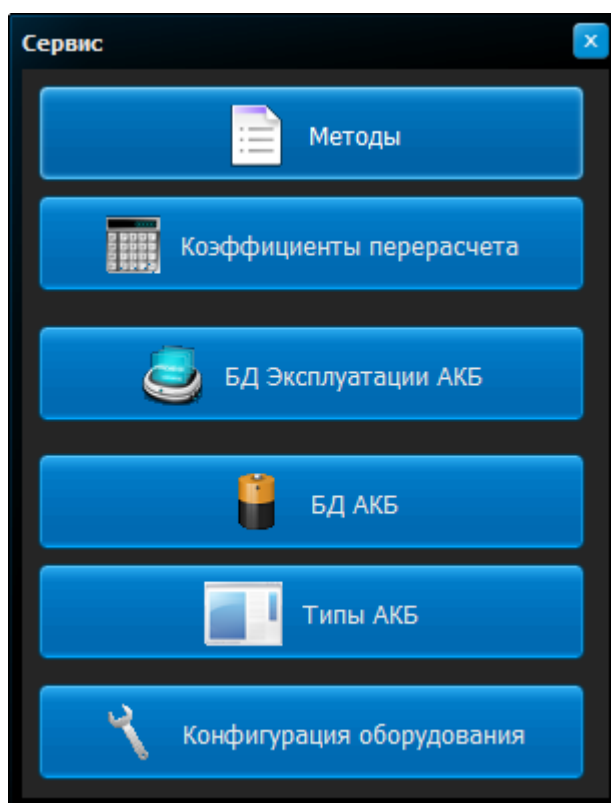 Сервис
Методы
Коэффициенты перерасчета
БД Эксплуатации АКБ
БД АКБ
Типы АКБ
Конфигурация оборудования